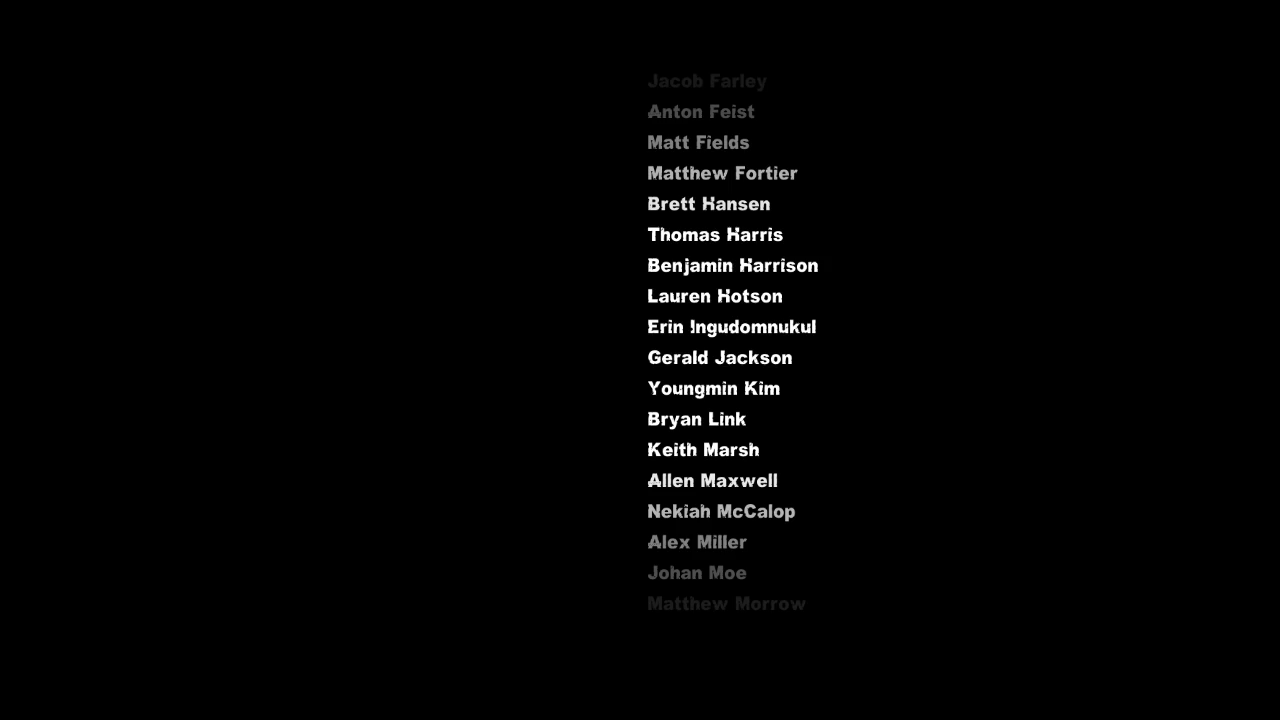 Jacob Farley
Anton Feist
Matt Fields
Matthew Fortier
Brett Hansen
Thomas Harris
Benjamin Harrison
Lauren Hotson
Erin Ingudomnukul
Gerald Jackson
Youngmin Kim
Bryan Link
Keith Marsh
Allen Maxwell
Nekiah McCalop
Alex Miller
Johan Moe
Matthew Morrow